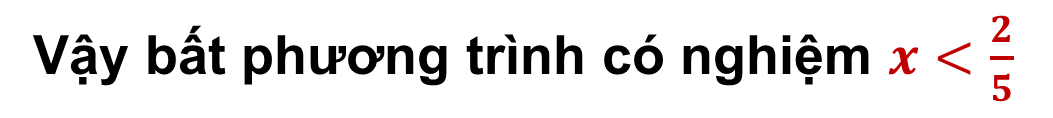 Vậy bất phương trình có nghiệm x < 2/5